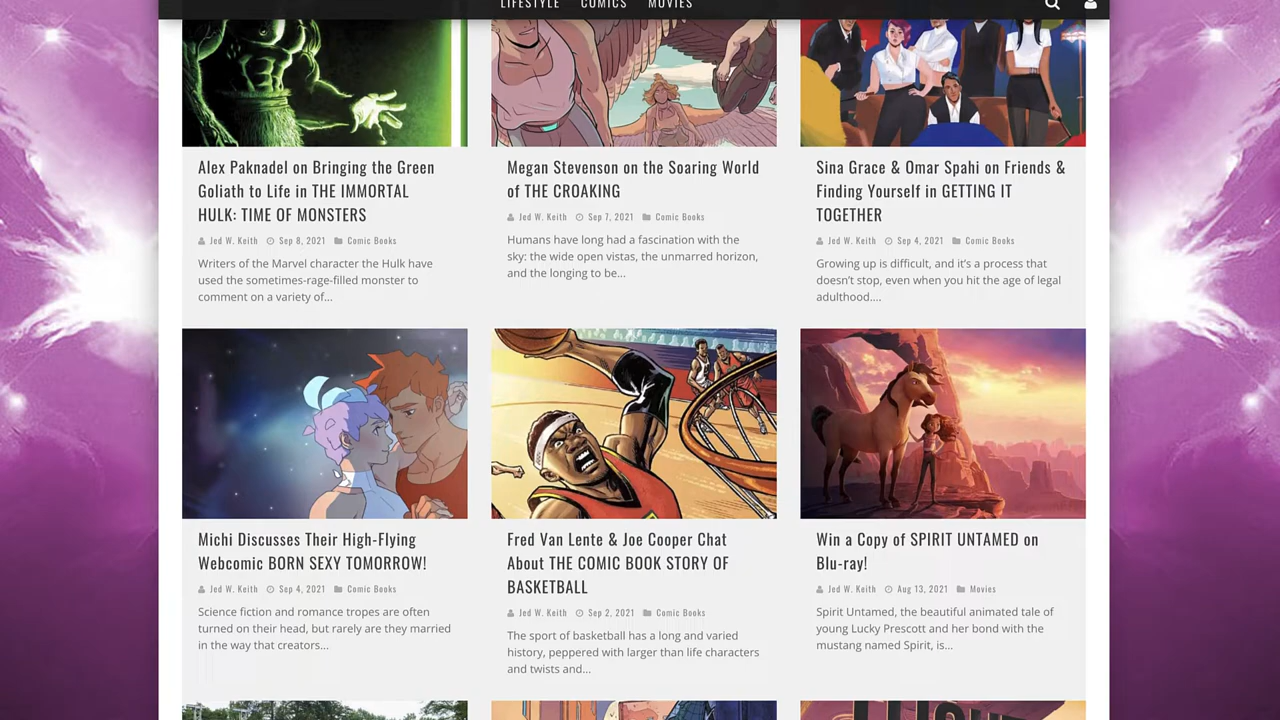 LIFESTYLE COMICS MOVIES
Alex Paknadel on Bringing the Green
Goliath to Life in THE IMMORTAL
HULK: TIME OF MONSTERS
Jed W. Keith Sep 8, 2021 Comic Books
Writers of the Marvel character the Hulk have
used the sometimes-rage-filled monster to
comment on a variety of...
Megan Stevenson on the Soaring World
of THE CROAKING
Jed W. Keith Sep 7, 2021 Comic Books
Humans have long had a fascination with the
sky: the wide open vistas, the unmarred horizon,
and the longing to be...
Sina Grace & Omar Spahi on Friends &
Finding Yourself in GETTING IT
TOGETHER
Jed W. Keith Sep 4, 2021 Comic Books
Growing up is difficult, and it's a process that
doesn't stop, even when you hit the age of legal
adulthood....
Michi Discusses Their High-Flying
Webcomic BORN SEXY TOMORROW!
Jed W. Keith Sep 4, 2021 Comic Books
Science fiction and romance tropes are often
turned on their head, but rarely are they married
in the way that creators...
Fred Van Lente & Joe Cooper Chat
About THE COMIC BOOK STORY OF
BASKETBALL
Jed W. Keith Sep 2, 2021 Comic Books
The sport of basketball has a long and varied
history, peppered with larger than life characters
and twists and...
Win a Copy of SPIRIT UNTAMED on
Blu-ray!
Jed W. Keith Aug 13, 2021 Movies
Spirit Untamed, the beautiful animated tale of
young Lucky Prescott and her bond with the
mustang named Spirit, is...